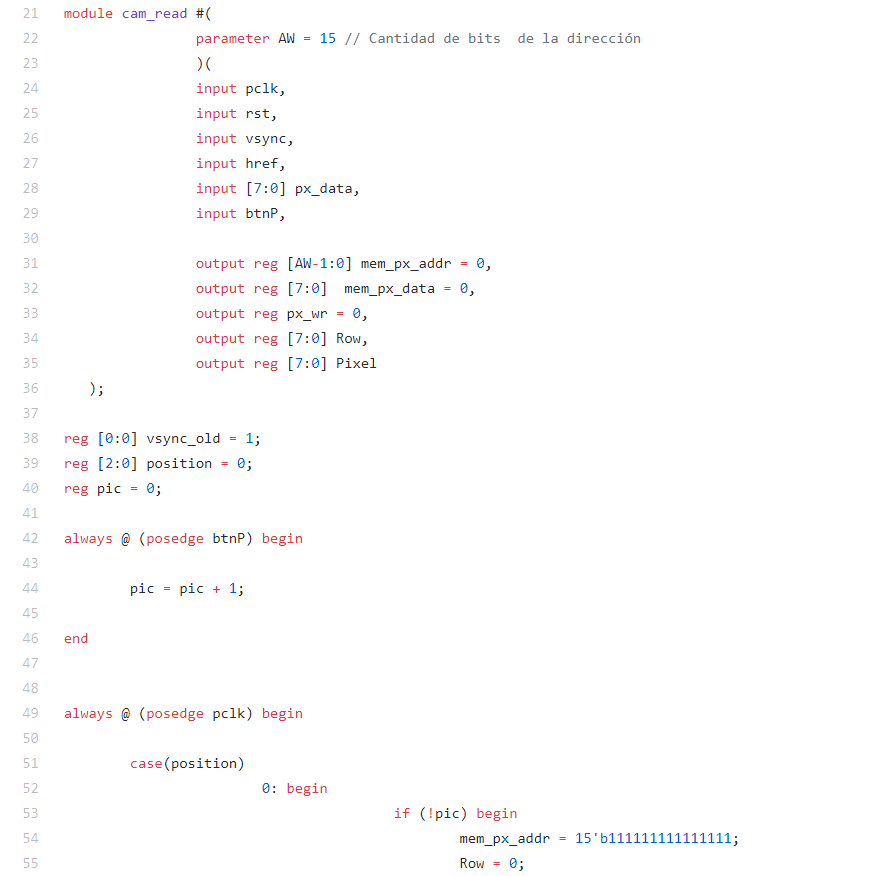 21 module cam_read #(
22 parameter AW = 15 // Cantidad de bits  de la dirección
23 )(
24 input pclk,
25 input rst,
26 input vsync,
27 input href,
28 input [7:0] px_data,
29 input btnP,
30
31 output reg [AW-1:0] mem_px_addr = 0,
32 output reg [7:0]  mem_px_data = 0,
33 output reg px_wr = 0,
34 output reg [7:0] Row,
35 output reg [7:0] Pixel
36 );
37
38 reg [0:0] vsync_old = 1;
39 reg [2:0] position = 0;
40 reg pic = 0;
41
42 always @ (posedge btnP) begin
43
44 pic = pic + 1;
45
46 end
47
48
49 always @ (posedge pclk) begin
50
51 case(position)
52 0: begin
53 if (!pic) begin
54 mem_px_addr = 15'b111111111111111;
55 Row = 0;